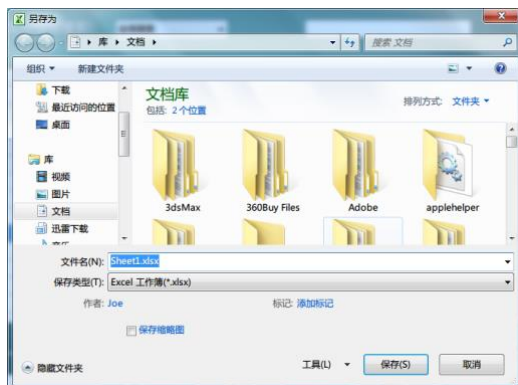 另存为
库 文档
搜索 文档
组织 新建文件夹
下载
最近访问的位置
桌面
库
视频
图片
文档
迅雷下载
音乐
文档库
包括: 2个位置
排列方式: 文件夹
3dsMax 360Buy Files Adobe applehelper
文件名(N): Sheet1.xlsx
保存类型(T): Excel 工作簿(*.xlsx)
作者: Joe 标记: 添加标记
保存缩略图
隐藏文件夹 工具(L) 保存(S) 取消